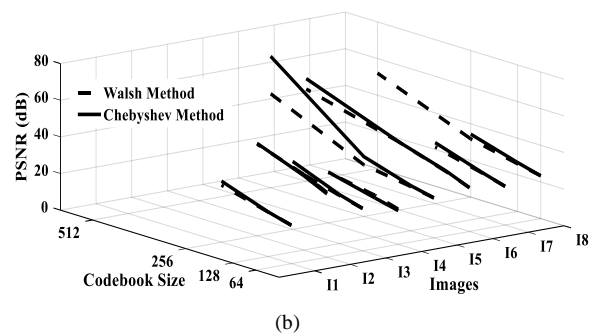 80
60
40
20
0
PSNR (dB)
Walsh Method
Chebyshev Method
512
256
128
64
Codebook Size
I1
I2
I3
I4
I5
I6
I7
I8
Images
(b)